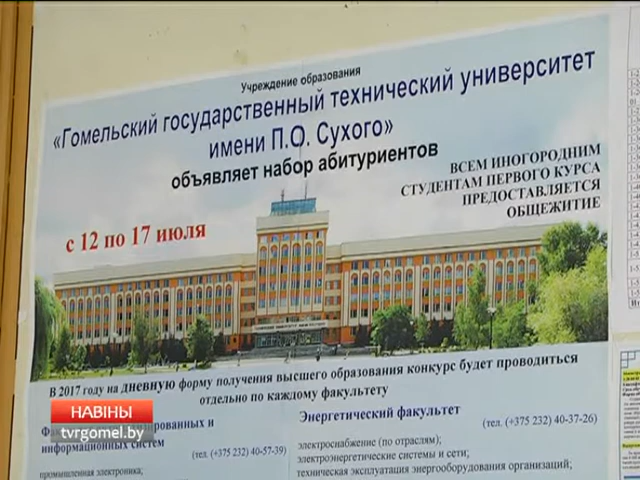 Учреждение образования
«Гомельский государственный технический университет
имени П.О. Сухого»
объявляет набор абитуриентов
ВСЕМ ИНОГОРОДНИМ
СТУДЕНТАМ ПЕРВОГО КУРСА
ПРЕДОСТАВЛЯЕТСЯ
ОБЩЕЖИТИЕ
с 12 по 17 июля
В 2017 году на дневную форму получения высшего образования конкурс будет проводиться
отдельно по каждому факультету
и
информационных систем
(тел. (+375 232) 40-57-39)
промышленная электроника;
Энергетический факультет
(тел. (+375 232) 40-37-26)
электроснабжение (по отраслям);
электроэнергетические системы и сети;
техническая эксплуатация энергооборудования организаций;
НАВІНЫ
tvrgomel.by